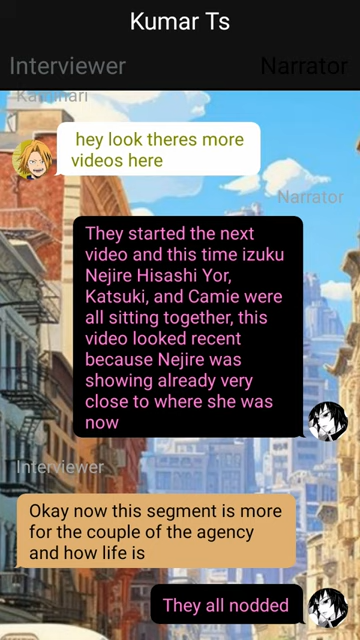 Kumar Ts
Interviewer
Narrator
Kaminari
hey look theres more
videos here
Narrator
They started the next
video and this time izuku
Nejire Hisashi Yor,
Katsuki, and Camie were
all sitting together, this
video looked recent
because Nejire was
showing already very
close to where she was
now
Interviewer
Okay now this segment is more
for the couple of the agency
and how life is
They all nodded